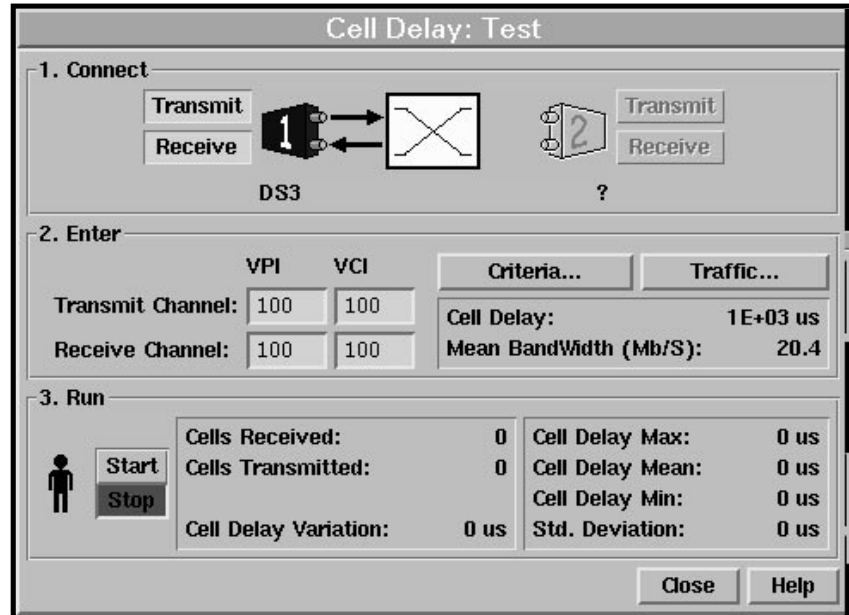 Cell Delay: Test
1. Connect
Transmit
Receive
1
DS3
2
?
Transmit
Receive
2. Enter
VPI VCI
Transmit Channel: 100 100
Receive Channel: 100 100
Criteria... Traffic...
Cell Delay: 1E+03 us
Mean BandWidth (Mb/S): 20.4
3. Run
Start
Stop
Cells Received: 0
Cells Transmitted: 0
Cell Delay Variation: 0 us
Cell Delay Max: 0 us
Cell Delay Mean: 0 us
Cell Delay Min: 0 us
Std. Deviation: 0 us
Close Help